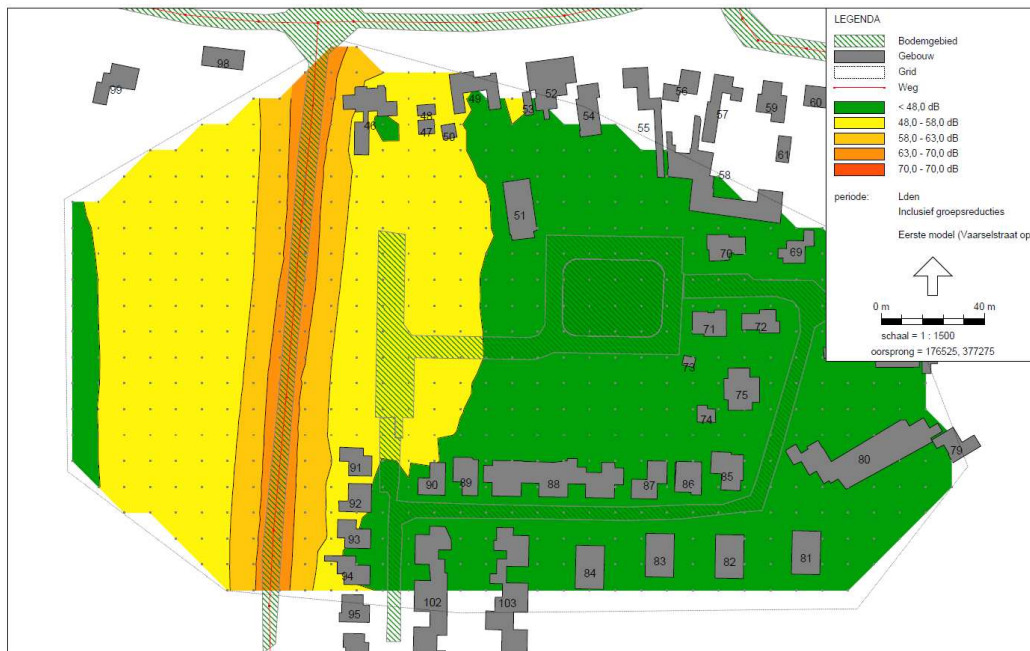 LEGENDA
Bodemgebied
Gebouw
Grid
Weg
< 48,0 dB
48,0 - 58,0 dB
58,0 - 63,0 dB
63,0 - 70,0 dB
70,0 - 70,0 dB
periode: Lden
Inclusief groepsreducties
Eerste model (Vaarselstraat op
0 m 40 m
schaal = 1 : 1500
oorsprong = 176525, 377275
98
99
46
48
47
50
49
53
52
54
55
56
57
59
60
61
58
51
70
69
71
72
73
75
74
80
79
91
90
89
88
87
86
85
92
93
94
84
83
82
81
95
102
103